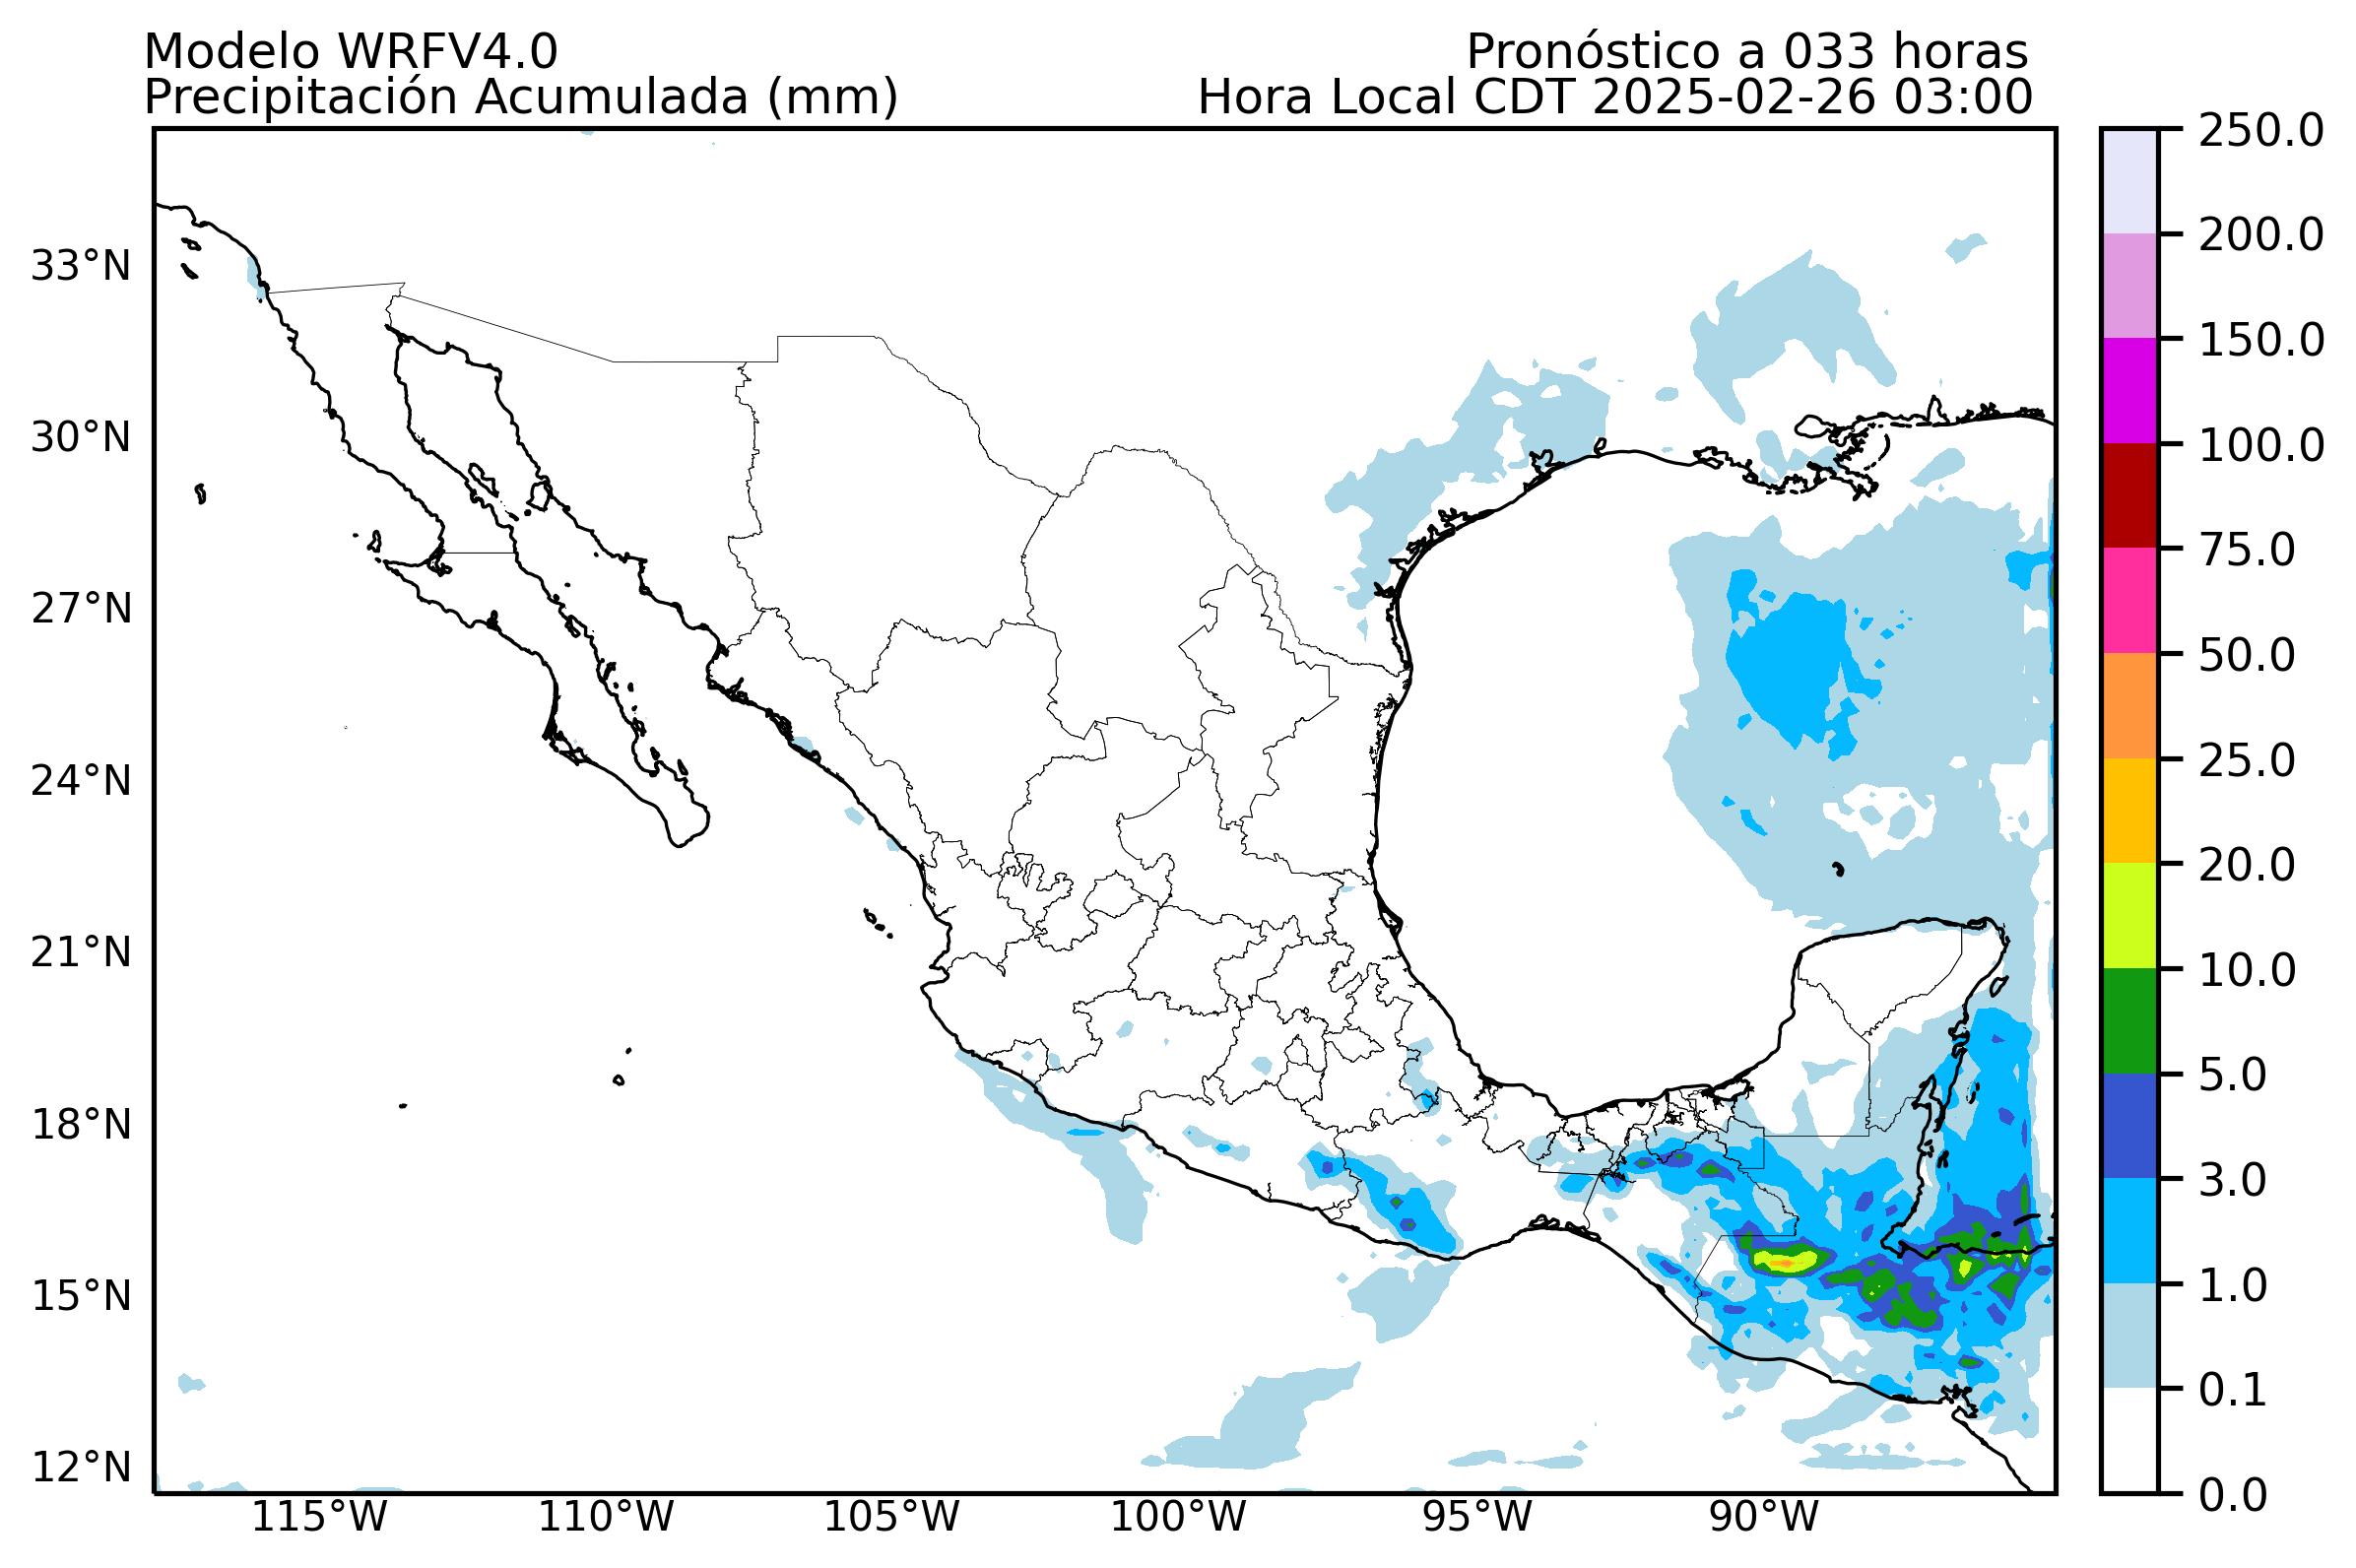 Modelo WRFV4.0
Pronóstico a 033 horas
Precipitación Acumulada (mm)
Hora Local CDT 2025-02-26 03:00
33°N
30°N
27°N
24°N
21°N
18°N
15°N
12°N
115°W
110°W
105°W
100°W
95°W
90°W
250.0
200.0
150.0
100.0
75.0
50.0
25.0
20.0
10.0
5.0
3.0
1.0
0.1
0.0